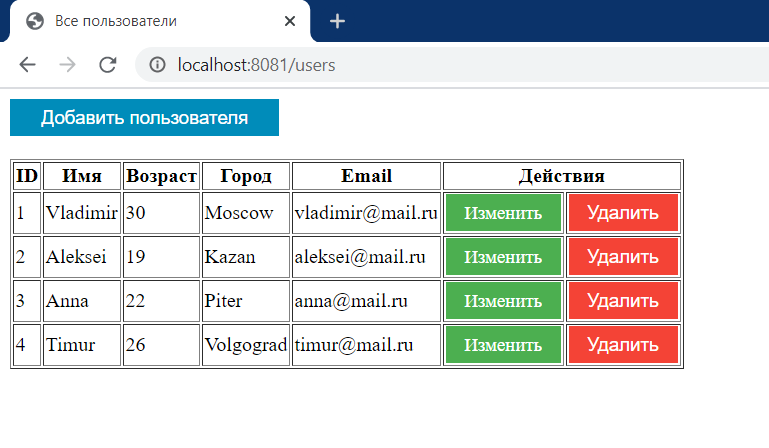 Все пользователи
localhost:8081/users
Добавить пользователя
ID Имя Возраст Город Email Действия
1 Vladimir 30 Moscow vladimir@mail.ru Изменить Удалить
2 Aleksei 19 Kazan aleksei@mail.ru Изменить Удалить
3 Anna 22 Piter anna@mail.ru Изменить Удалить
4 Timur 26 Volgograd timur@mail.ru Изменить Удалить